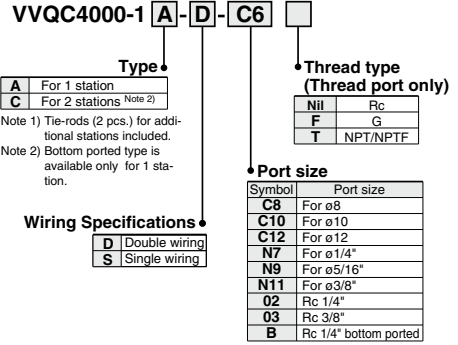 VVQC4000-1 A - D - C6
Type
A For 1 station
C For 2 stations Note 2)
Note 1) Tie-rods (2 pcs.) for addi-
tional stations included.
Note 2) Bottom ported type is
available only for 1 sta-
tion.
Wiring Specifications
D Double wiring
S Single wiring
Thread type
(Thread port only)
Nil Rc
F G
T NPT/NPTF
Port size
Symbol Port size
C8 For ø8
C10 For ø10
C12 For ø12
N7 For ø1/4"
N9 For ø5/16"
N11 For ø3/8"
02 Rc 1/4"
03 Rc 3/8"
B Rc 1/4" bottom ported